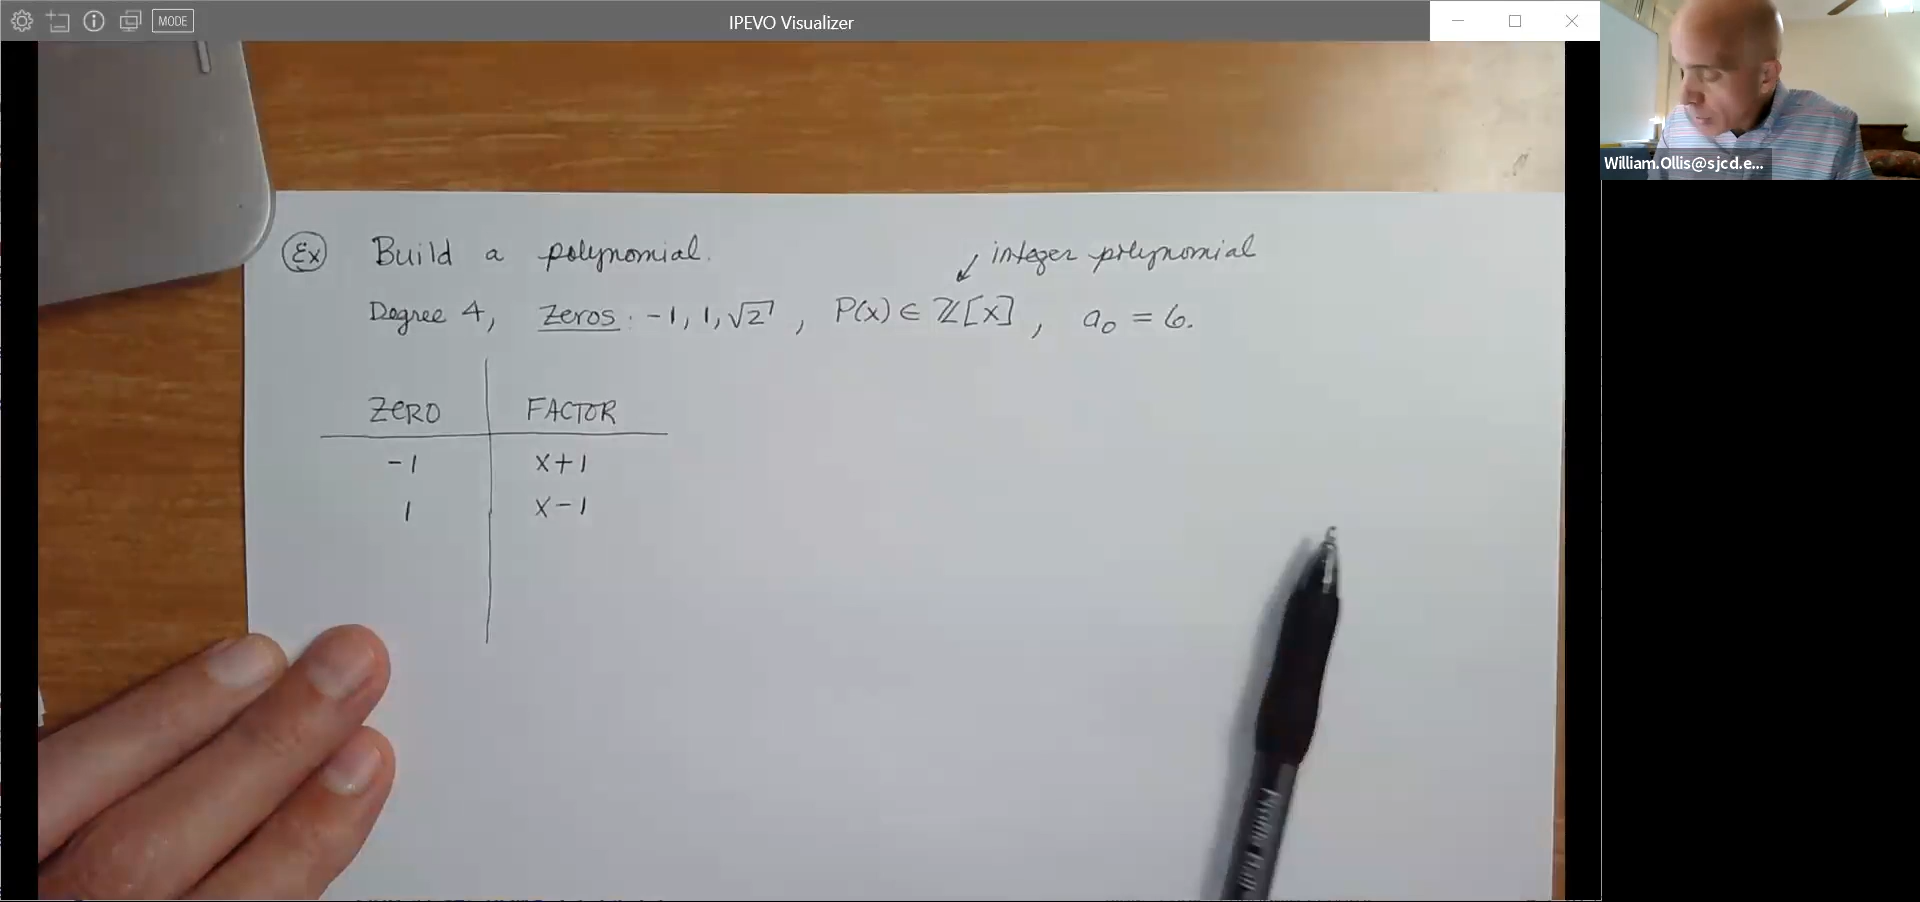 MODE
IPEVO Visualizer
William.Ollis@sjcd.e...
Ex Build a polynomial.
integer polynomial
Degree 4, Zeros: -1, 1, √2, P(x) ∈ ℤ[x], a₀ = 6.
ZERO FACTOR
-1 x+1
1 x-1